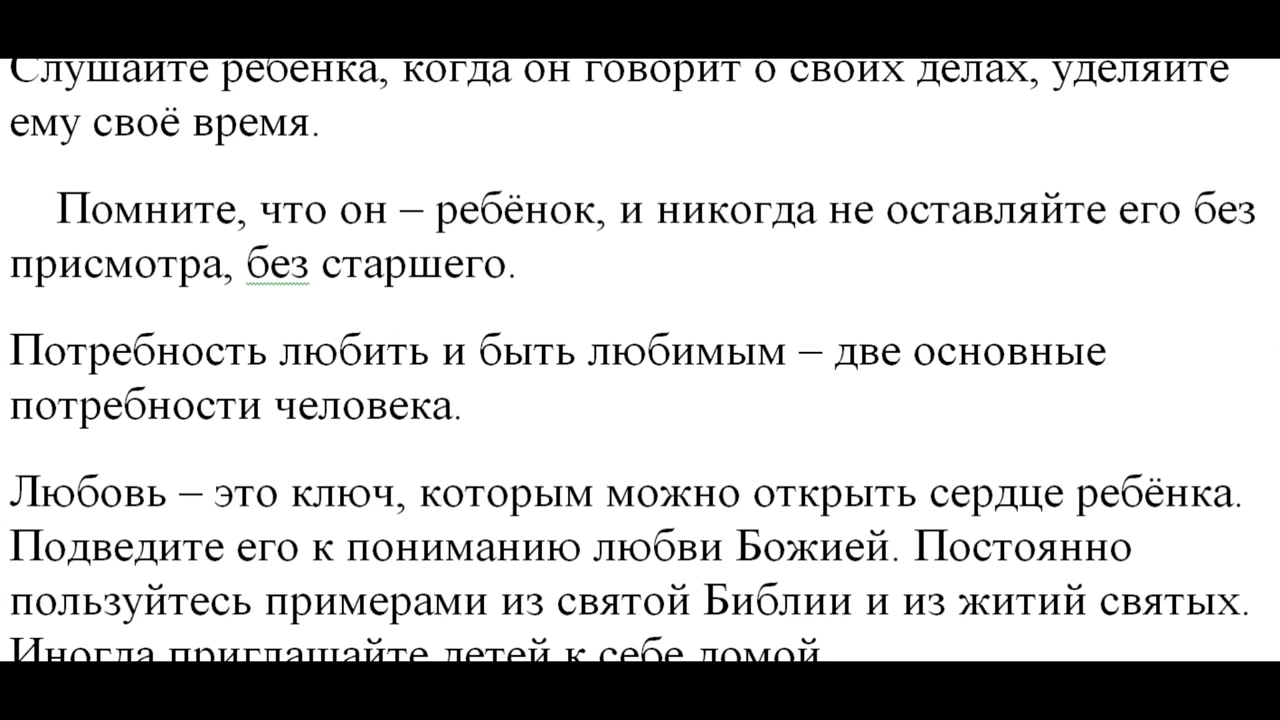 Слушайте ребёнка, когда он говорит о своих делах, уделяйте
ему своё время.
Помните, что он – ребёнок, и никогда не оставляйте его без
присмотра, без старшего.
Потребность любить и быть любимым – две основные
потребности человека.
Любовь – это ключ, которым можно открыть сердце ребёнка.
Подведите его к пониманию любви Божией. Постоянно
пользуйтесь примерами из святой Библии и из житий святых.
Иногда приглашайте детей к себе домой